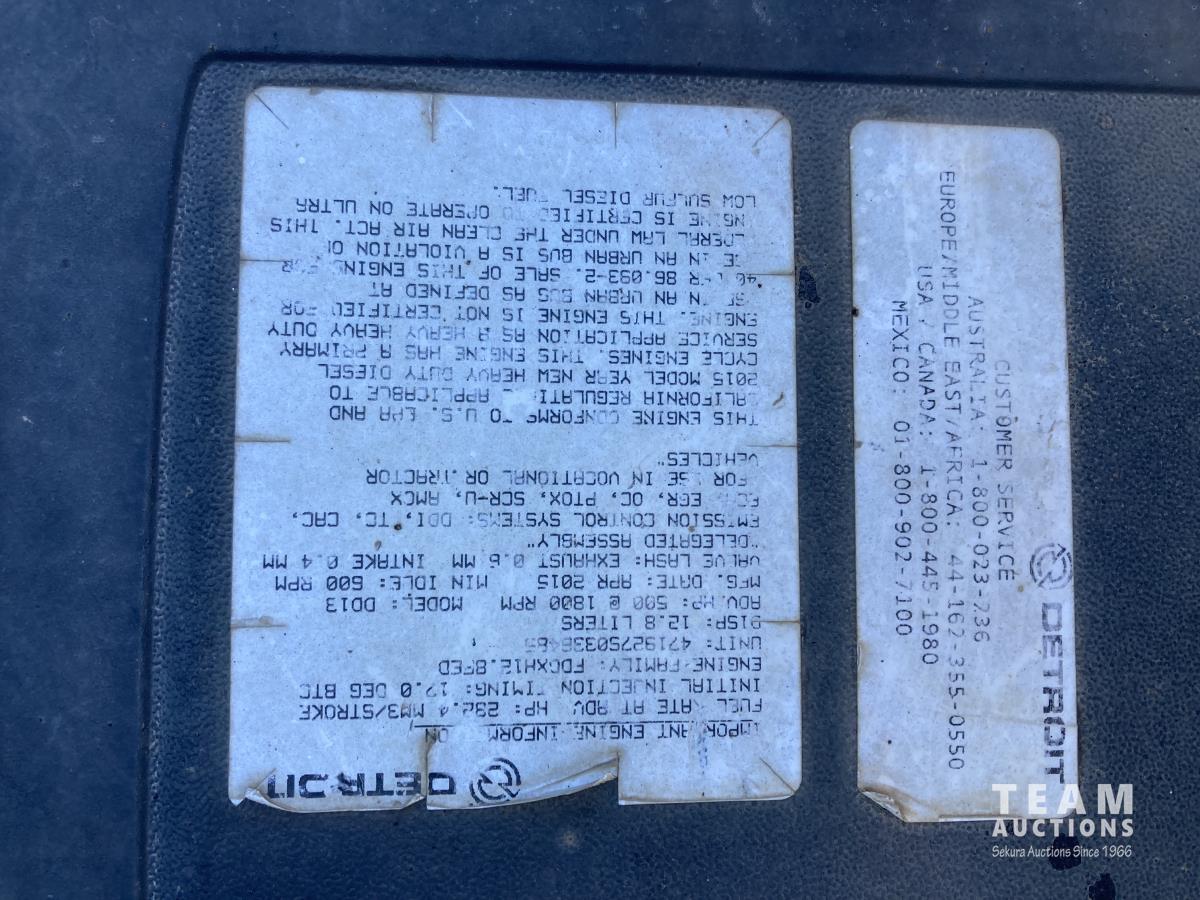 DETROIT
IMPORTANT ENGINE INFORMATION
FUEL RATE AT ADV. HP: 232.4 MM3/STROKE
INITIAL INJECTION TIMING: 12.0 DEG BTC
ENGINE FAMILY: FDDXH12.8FED
UNIT:
DISP: 12.8 LITERS
ADV.HP: 500 @ 1800 RPM MODEL: DD13
MFG. DATE: APR 2015 MIN IDLE: 600 RPM
VALVE LASH: EXHAUST 0.6 MM INTAKE 0.4 MM
"DELEGATED ASSEMBLY"
EMISSION CONTROL SYSTEMS: DDI, TC, CAC,
ECM, EGR, OC, PTOX, SCR-U, AMOX
"FOR USE IN VOCATIONAL OR TRACTOR
VEHICLES"
THIS ENGINE CONFORMS TO U.S. EPA AND
CALIFORNIA REGULATIONS APPLICABLE TO
2015 MODEL YEAR NEW HEAVY DUTY DIESEL
CYCLE ENGINES. THIS ENGINE HAS A PRIMARY
SERVICE APPLICATION AS A HEAVY HEAVY DUTY
ENGINE. THIS ENGINE IS NOT CERTIFIED FOR
USE IN AN URBAN BUS AS DEFINED AT
40 CFR 86.093-2. SALE OF THIS ENGINE FOR
USE IN AN URBAN BUS IS A VIOLATION OF
FEDERAL LAW UNDER THE CLEAN AIR ACT. THIS
ENGINE IS CERTIFIED TO OPERATE ON ULTRA
LOW SULFUR DIESEL FUEL.
DETROIT
CUSTOMER SERVICE
AUSTRALIA: 1-800-023-236
EUROPE/MIDDLE EAST/AFRICA: 44-162-355-0550
USA / CANADA: 1-800-445-1980
MEXICO: 01-800-902-7100
TEAM
AUCTIONS
Sekura Auctions Since 1966